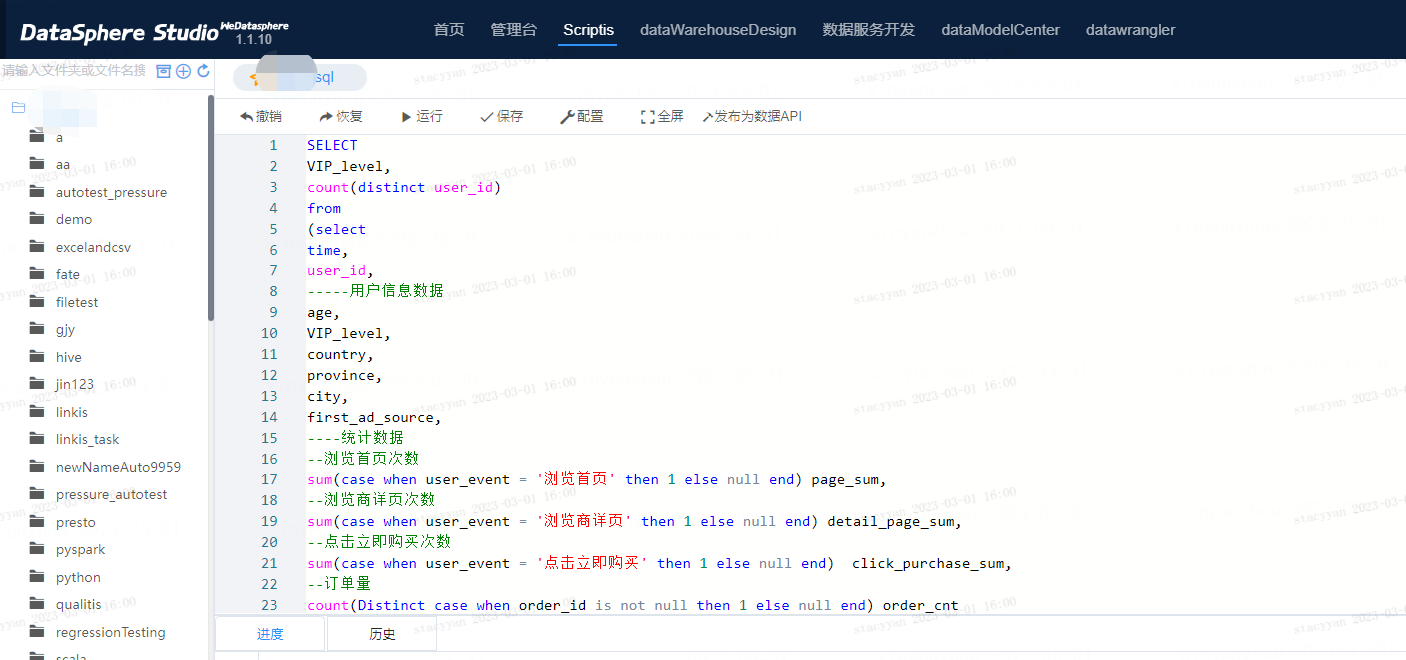 DataSphere Studio WeDatasphere
1.1.10
首页 管理台 Scriptis dataWarehouseDesign 数据服务开发 dataModelCenter datawrangler
请输入文件夹或文件名搜
sql
撤销 恢复 运行 保存 配置 全屏 发布为数据API
a
aa
autotest_pressure
demo
excelandcsv
fate
filetest
gjy
hive
jin123
linkis
linkis_task
newNameAuto9959
pressure_autotest
presto
pyspark
python
qualitis
regressionTesting
scala
1 SELECT
2 VIP_level,
3 count(distinct user_id)
4 from
5 (select
6 time,
7 user_id,
8 -----用户信息数据
9 age,
10 VIP_level,
11 country,
12 province,
13 city,
14 first_ad_source,
15 ----统计数据
16 --浏览首页次数
17 sum(case when user_event = '浏览首页' then 1 else null end) page_sum,
18 --浏览商详页次数
19 sum(case when user_event = '浏览商详页' then 1 else null end) detail_page_sum,
20 --点击立即购买次数
21 sum(case when user_event = '点击立即购买' then 1 else null end)  click_purchase_sum,
22 --订单量
23 count(Distinct case when order_id is not null then 1 else null end) order_cnt
进度 历史
stacyyan 2023-03-01 16:00